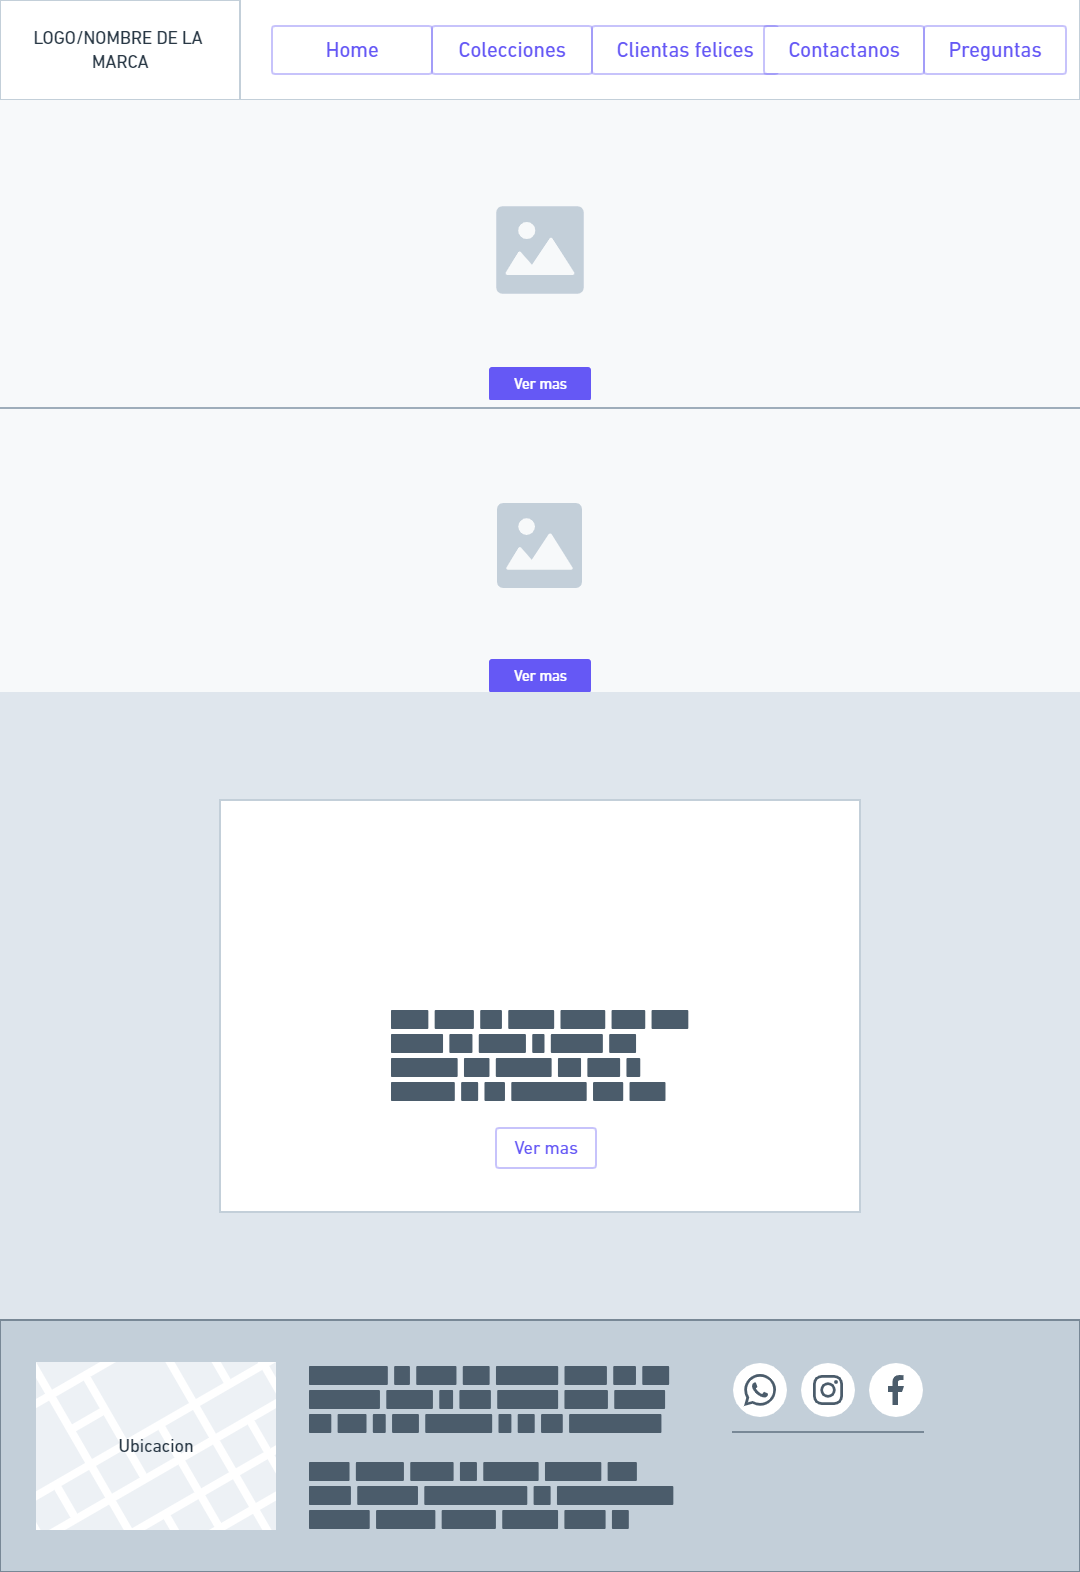 LOGO/NOMBRE DE LA
MARCA
Home
Colecciones
Clientas felices
Contactanos
Preguntas
Ver mas
Ver mas
Ver mas
Ubicacion